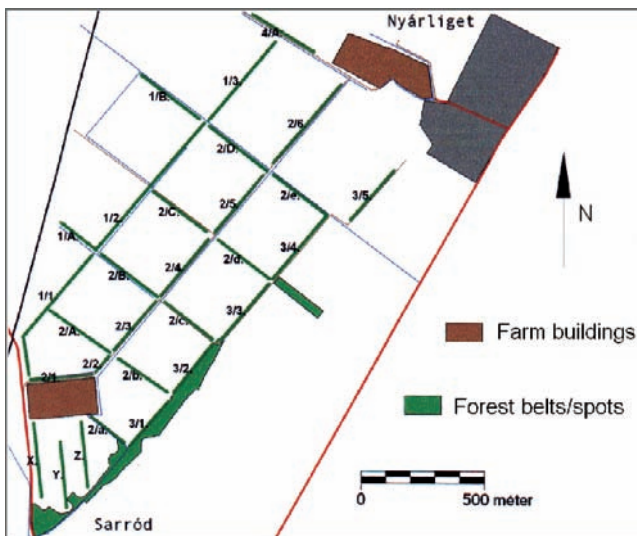 Nyárliget
4/A.
1/3.
1/B.
2/6.
2/D.
2/e.
3/5.
2/C.
2/5.
1/2.
1/A.
3/4.
2/d.
2/4.
2/B.
N
1/1.
3/3.
2/3.
2/c.
2/A.
Farm buildings
2/2.
3/2.
2/1.
2/b.
Forest belts/spots
3/1.
2/a.
X.
Z.
Y.
0 500 méter
Sarród